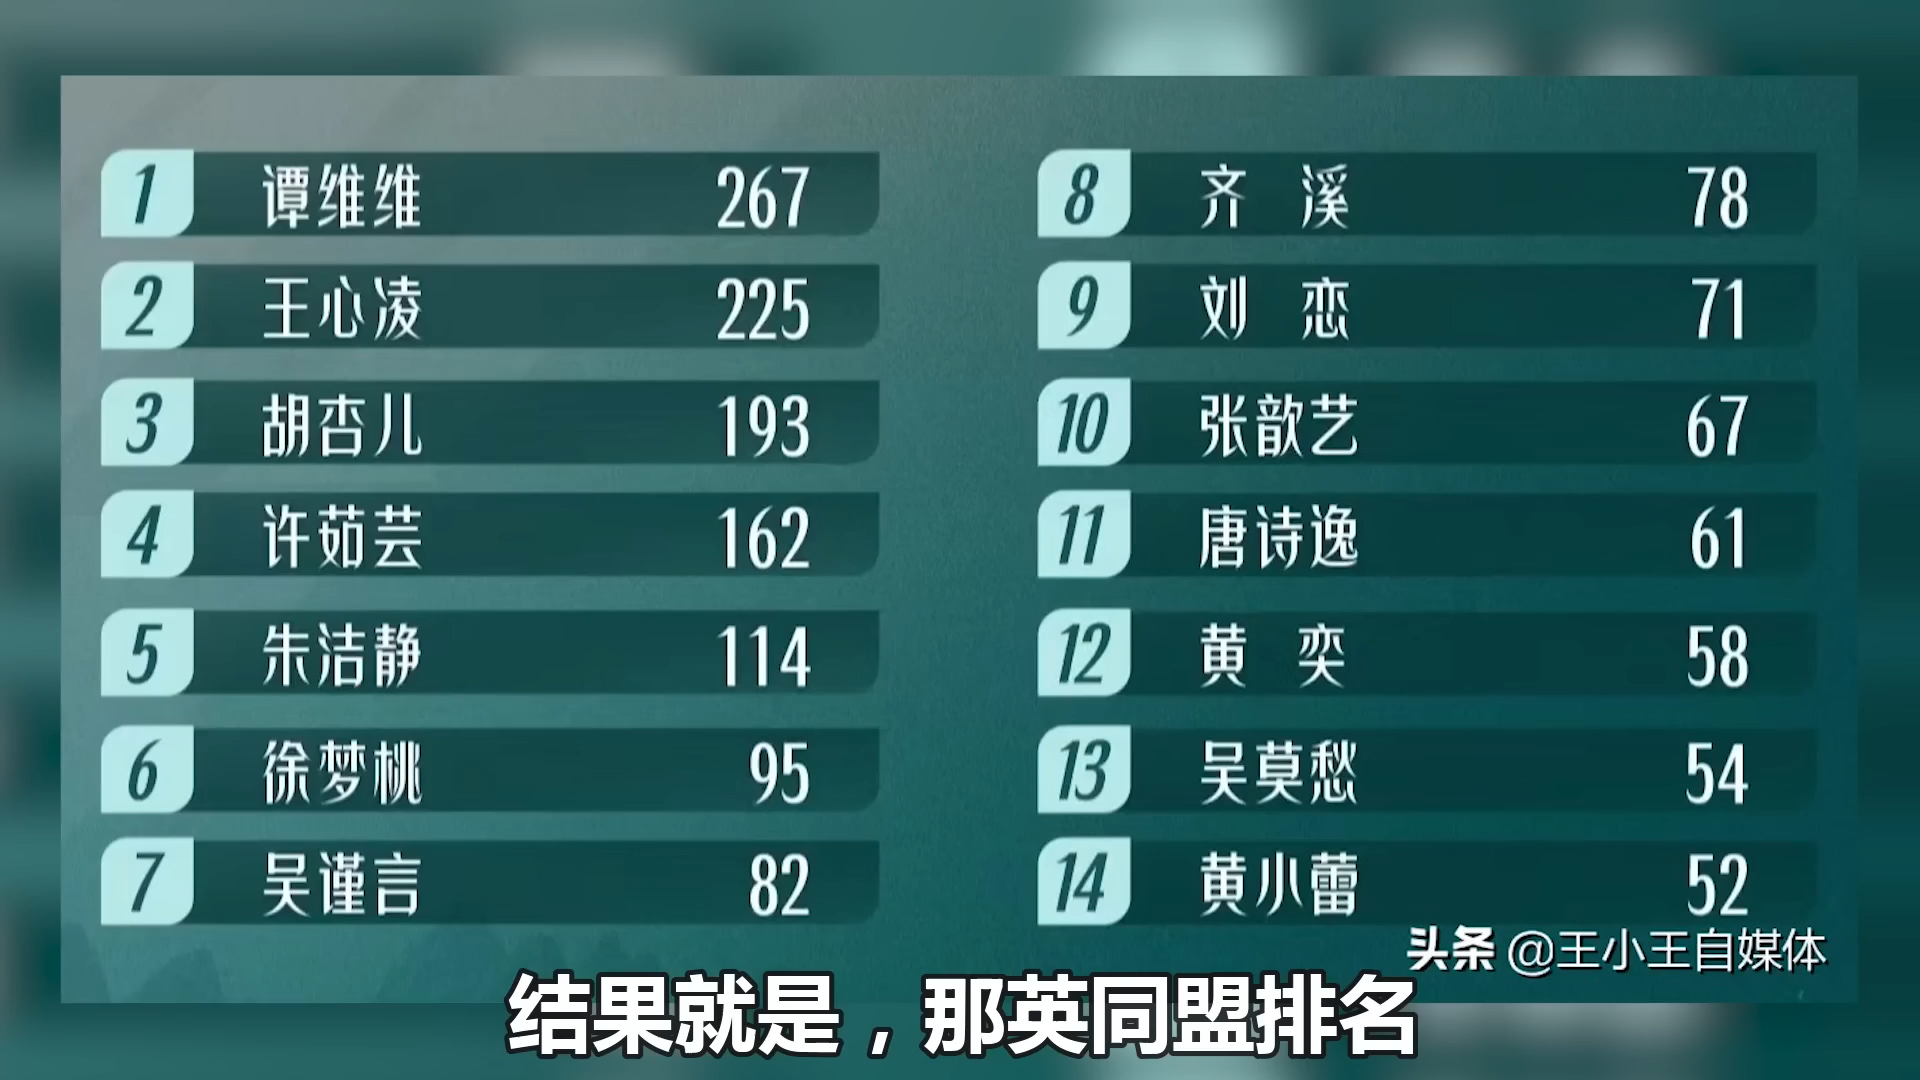 1 谭维维 267
2 王心凌 225
3 胡杏儿 193
4 许茹芸 162
5 朱洁静 114
6 徐梦桃 95
7 吴谨言 82
8 齐 溪 78
9 刘 恋 71
10 张歆艺 67
11 唐诗逸 61
12 黄 奕 58
13 吴莫愁 54
14 黄小蕾 52
头条 @王小王自媒体
结果就是，那英同盟排名